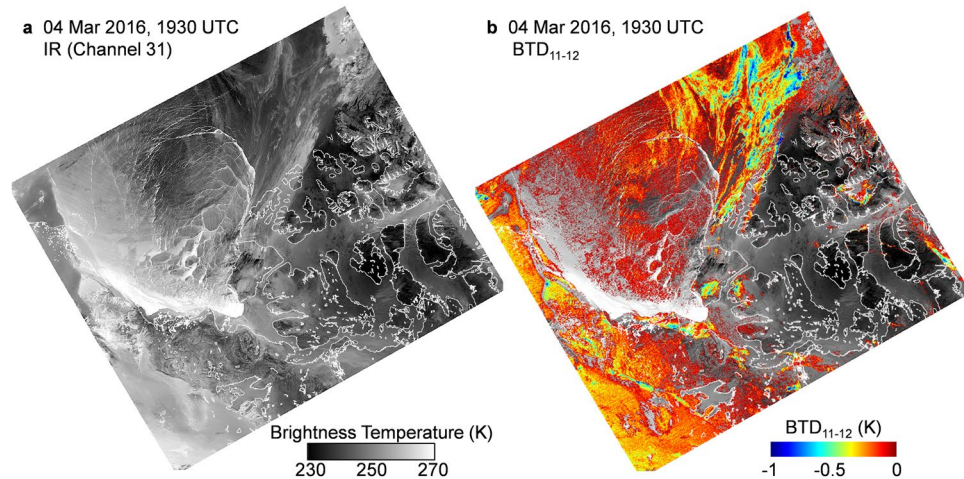 a 04 Mar 2016, 1930 UTC
IR (Channel 31)
b 04 Mar 2016, 1930 UTC
BTD11-12
Brightness Temperature (K)
230 250 270
BTD11-12 (K)
-1 -0.5 0